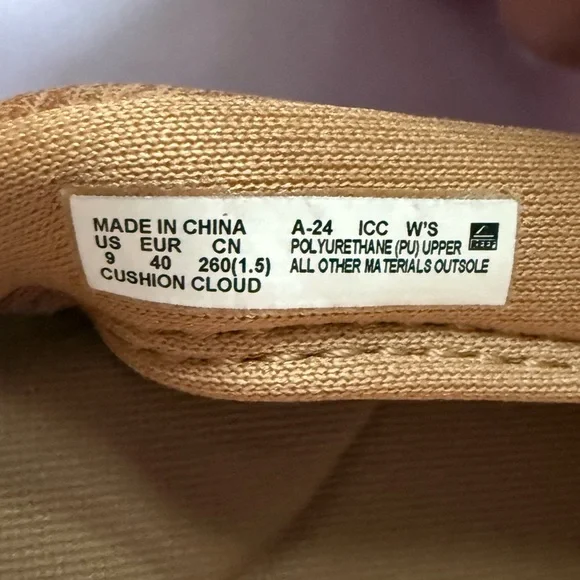 MADE IN CHINA A-24 ICC W'S
US EUR CN POLYURETHANE (PU) UPPER REEF
9 40 260(1.5) ALL OTHER MATERIALS OUTSOLE
CUSHION CLOUD